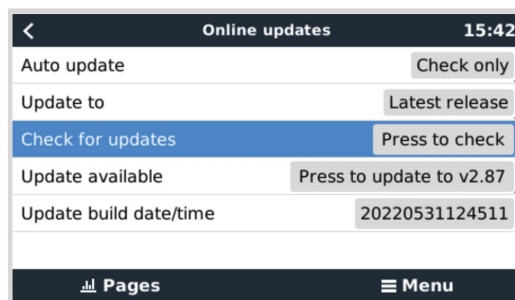 Online updates 15:42
Auto update Check only
Update to Latest release
Check for updates Press to check
Update available Press to update to v2.87
Update build date/time 20220531124511
Pages Menu